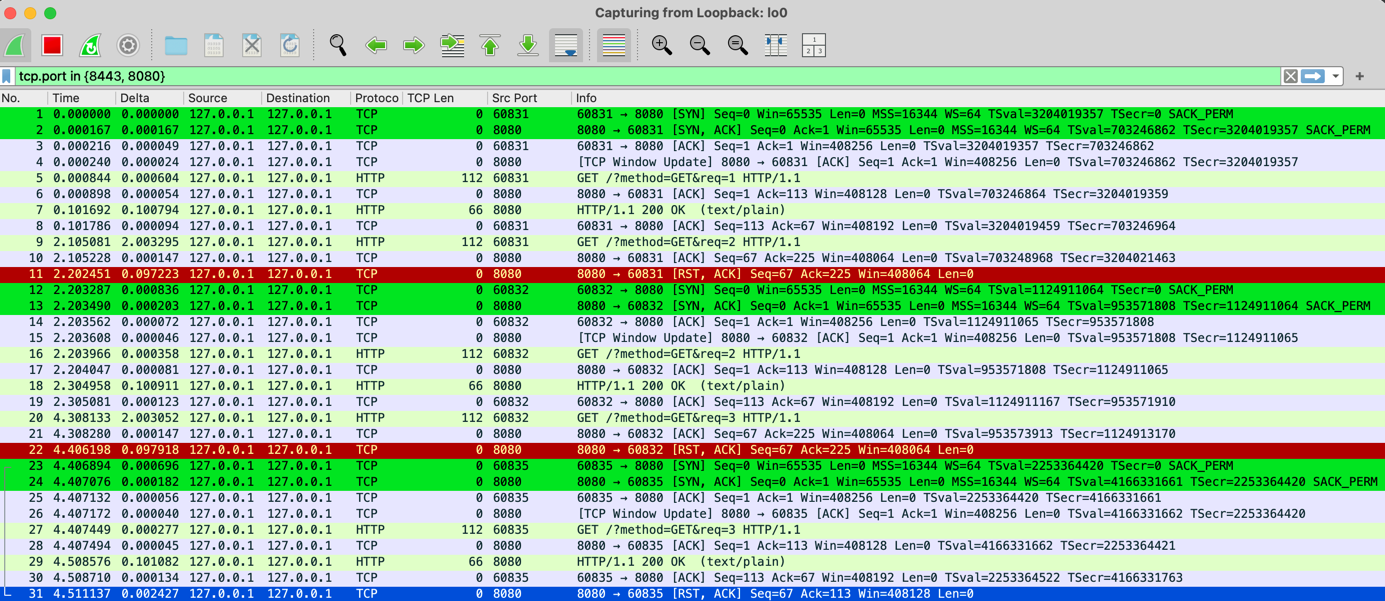 Capturing from Loopback: lo0
tcp.port in {8443, 8080}
No. Time Delta Source Destination Protoco TCP Len Src Port Info
1 0.000000 0.000000 127.0.0.1 127.0.0.1 TCP 0 60831 60831 → 8080 [SYN] Seq=0 Win=65535 Len=0 MSS=16344 WS=64 TSval=3204019357 TSecr=0 SACK_PERM
2 0.000167 0.000167 127.0.0.1 127.0.0.1 TCP 0 8080 8080 → 60831 [SYN, ACK] Seq=0 Ack=1 Win=65535 Len=0 MSS=16344 WS=64 TSval=703246862 TSecr=3204019357 SACK_PERM
3 0.000216 0.000049 127.0.0.1 127.0.0.1 TCP 0 60831 60831 → 8080 [ACK] Seq=1 Ack=1 Win=408256 Len=0 TSval=3204019357 TSecr=703246862
4 0.000240 0.000024 127.0.0.1 127.0.0.1 TCP 0 8080 [TCP Window Update] 8080 → 60831 [ACK] Seq=1 Ack=1 Win=408256 Len=0 TSval=703246862 TSecr=3204019357
5 0.000844 0.000604 127.0.0.1 127.0.0.1 HTTP 112 60831 GET /?method=GET&req=1 HTTP/1.1
6 0.000898 0.000054 127.0.0.1 127.0.0.1 TCP 0 8080 8080 → 60831 [ACK] Seq=1 Ack=113 Win=408128 Len=0 TSval=703246864 TSecr=3204019359
7 0.101692 0.100794 127.0.0.1 127.0.0.1 HTTP 66 8080 HTTP/1.1 200 OK (text/plain)
8 0.101786 0.000094 127.0.0.1 127.0.0.1 TCP 0 60831 60831 → 8080 [ACK] Seq=113 Ack=67 Win=408192 Len=0 TSval=3204019459 TSecr=703246964
9 2.105081 2.003295 127.0.0.1 127.0.0.1 HTTP 112 60831 GET /?method=GET&req=2 HTTP/1.1
10 2.105228 0.000147 127.0.0.1 127.0.0.1 TCP 0 8080 8080 → 60831 [ACK] Seq=67 Ack=225 Win=408064 Len=0 TSval=703248968 TSecr=3204021463
11 2.202451 0.097223 127.0.0.1 127.0.0.1 TCP 0 8080 8080 → 60831 [RST, ACK] Seq=67 Ack=225 Win=408064 Len=0
12 2.203287 0.000836 127.0.0.1 127.0.0.1 TCP 0 60832 60832 → 8080 [SYN] Seq=0 Win=65535 Len=0 MSS=16344 WS=64 TSval=1124911064 TSecr=0 SACK_PERM
13 2.203490 0.000203 127.0.0.1 127.0.0.1 TCP 0 8080 8080 → 60832 [SYN, ACK] Seq=0 Ack=1 Win=65535 Len=0 MSS=16344 WS=64 TSval=953571808 TSecr=1124911064 SACK_PERM
14 2.203562 0.000072 127.0.0.1 127.0.0.1 TCP 0 60832 60832 → 8080 [ACK] Seq=1 Ack=1 Win=408256 Len=0 TSval=1124911065 TSecr=953571808
15 2.203608 0.000046 127.0.0.1 127.0.0.1 TCP 0 8080 [TCP Window Update] 8080 → 60832 [ACK] Seq=1 Ack=1 Win=408256 Len=0 TSval=953571808 TSecr=1124911065
16 2.203966 0.000358 127.0.0.1 127.0.0.1 HTTP 112 60832 GET /?method=GET&req=2 HTTP/1.1
17 2.204047 0.000081 127.0.0.1 127.0.0.1 TCP 0 8080 8080 → 60832 [ACK] Seq=1 Ack=113 Win=408128 Len=0 TSval=953571808 TSecr=1124911065
18 2.304958 0.100911 127.0.0.1 127.0.0.1 HTTP 66 8080 HTTP/1.1 200 OK (text/plain)
19 2.305081 0.000123 127.0.0.1 127.0.0.1 TCP 0 60832 60832 → 8080 [ACK] Seq=113 Ack=67 Win=408192 Len=0 TSval=1124911167 TSecr=953571910
20 4.308133 2.003052 127.0.0.1 127.0.0.1 HTTP 112 60832 GET /?method=GET&req=3 HTTP/1.1
21 4.308280 0.000147 127.0.0.1 127.0.0.1 TCP 0 8080 8080 → 60832 [ACK] Seq=67 Ack=225 Win=408064 Len=0 TSval=953573913 TSecr=1124913170
22 4.406198 0.097918 127.0.0.1 127.0.0.1 TCP 0 8080 8080 → 60832 [RST, ACK] Seq=67 Ack=225 Win=408064 Len=0
23 4.406894 0.000696 127.0.0.1 127.0.0.1 TCP 0 60835 60835 → 8080 [SYN] Seq=0 Win=65535 Len=0 MSS=16344 WS=64 TSval=2253364420 TSecr=0 SACK_PERM
24 4.407076 0.000182 127.0.0.1 127.0.0.1 TCP 0 8080 8080 → 60835 [SYN, ACK] Seq=0 Ack=1 Win=65535 Len=0 MSS=16344 WS=64 TSval=4166331661 TSecr=2253364420 SACK_PERM
25 4.407132 0.000056 127.0.0.1 127.0.0.1 TCP 0 60835 60835 → 8080 [ACK] Seq=1 Ack=1 Win=408256 Len=0 TSval=2253364420 TSecr=4166331661
26 4.407172 0.000040 127.0.0.1 127.0.0.1 TCP 0 8080 [TCP Window Update] 8080 → 60835 [ACK] Seq=1 Ack=1 Win=408256 Len=0 TSval=4166331662 TSecr=2253364420
27 4.407449 0.000277 127.0.0.1 127.0.0.1 HTTP 112 60835 GET /?method=GET&req=3 HTTP/1.1
28 4.407494 0.000045 127.0.0.1 127.0.0.1 TCP 0 8080 8080 → 60835 [ACK] Seq=1 Ack=113 Win=408128 Len=0 TSval=4166331662 TSecr=2253364421
29 4.508576 0.101082 127.0.0.1 127.0.0.1 HTTP 66 8080 HTTP/1.1 200 OK (text/plain)
30 4.508710 0.000134 127.0.0.1 127.0.0.1 TCP 0 60835 60835 → 8080 [ACK] Seq=113 Ack=67 Win=408192 Len=0 TSval=2253364522 TSecr=4166331763
31 4.511137 0.002427 127.0.0.1 127.0.0.1 TCP 0 8080 8080 → 60835 [RST, ACK] Seq=67 Ack=113 Win=408128 Len=0